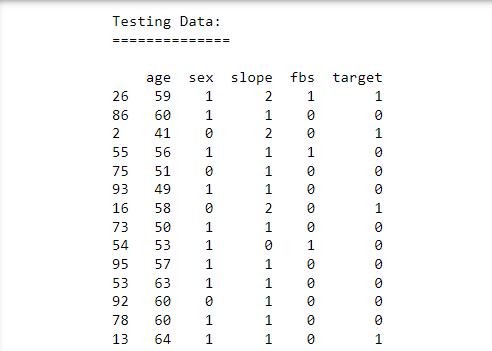 Testing Data:
==============
age sex slope fbs target
26 59 1 2 1 1
86 60 1 1 0 0
2 41 0 2 0 1
55 56 1 1 1 0
75 51 0 1 0 0
93 49 1 1 0 0
16 58 0 2 0 1
73 50 1 1 0 0
54 53 1 0 1 0
95 57 1 1 0 0
53 63 1 1 0 0
92 60 0 1 0 0
78 60 1 1 0 0
13 64 1 1 0 1